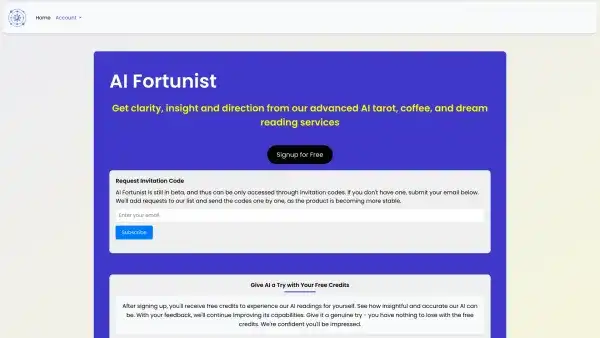 Home Account
AI Fortunist
Get clarity, insight and direction from our advanced AI tarot, coffee, and dream
reading services
Signup for Free
Request Invitation Code
AI Fortunist is still in beta, and thus can be only accessed through invitation codes. If you don't have one, submit your email below.
We'll add requests to our list and send the codes one by one, as the product is becoming more stable.
Enter your email
Subscribe
Give AI a Try with Your Free Credits
After signing up, you'll receive free credits to experience our AI readings for yourself. See how insightful and accurate our AI can
be. With your feedback, we'll continue improving its capabilities. Give it a genuine try - you have nothing to lose with the free
credits. We're confident you'll be impressed.